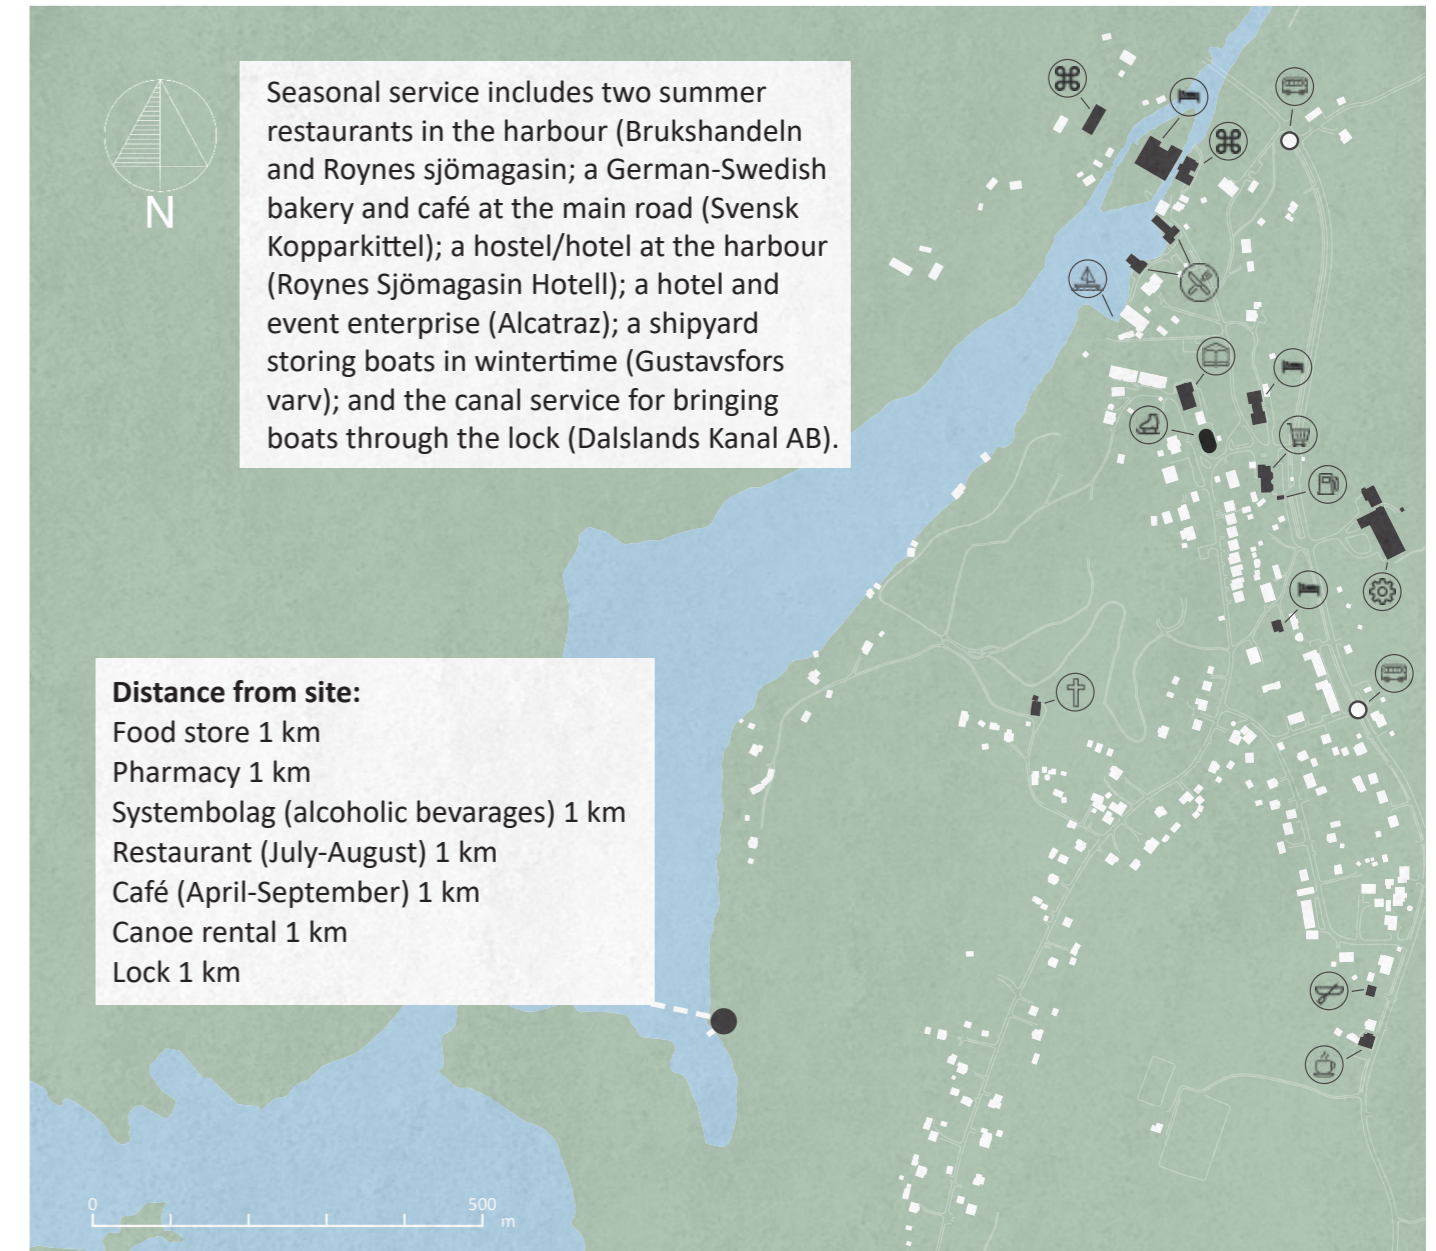 N
Seasonal service includes two summer
restaurants in the harbour (Brukshandeln
and Roynes sjömagasin; a German-Swedish
bakery and café at the main road (Svensk
Kopparkittel); a hostel/hotel at the harbour
(Roynes Sjömagasin Hotell); a hotel and
event enterprise (Alcatraz); a shipyard
storing boats in wintertime (Gustavsfors
varv); and the canal service for bringing
boats through the lock (Dalslands Kanal AB).
Distance from site:
Food store 1 km
Pharmacy 1 km
Systembolag (alcoholic bevarages) 1 km
Restaurant (July-August) 1 km
Café (April-September) 1 km
Canoe rental 1 km
Lock 1 km
0 500
m